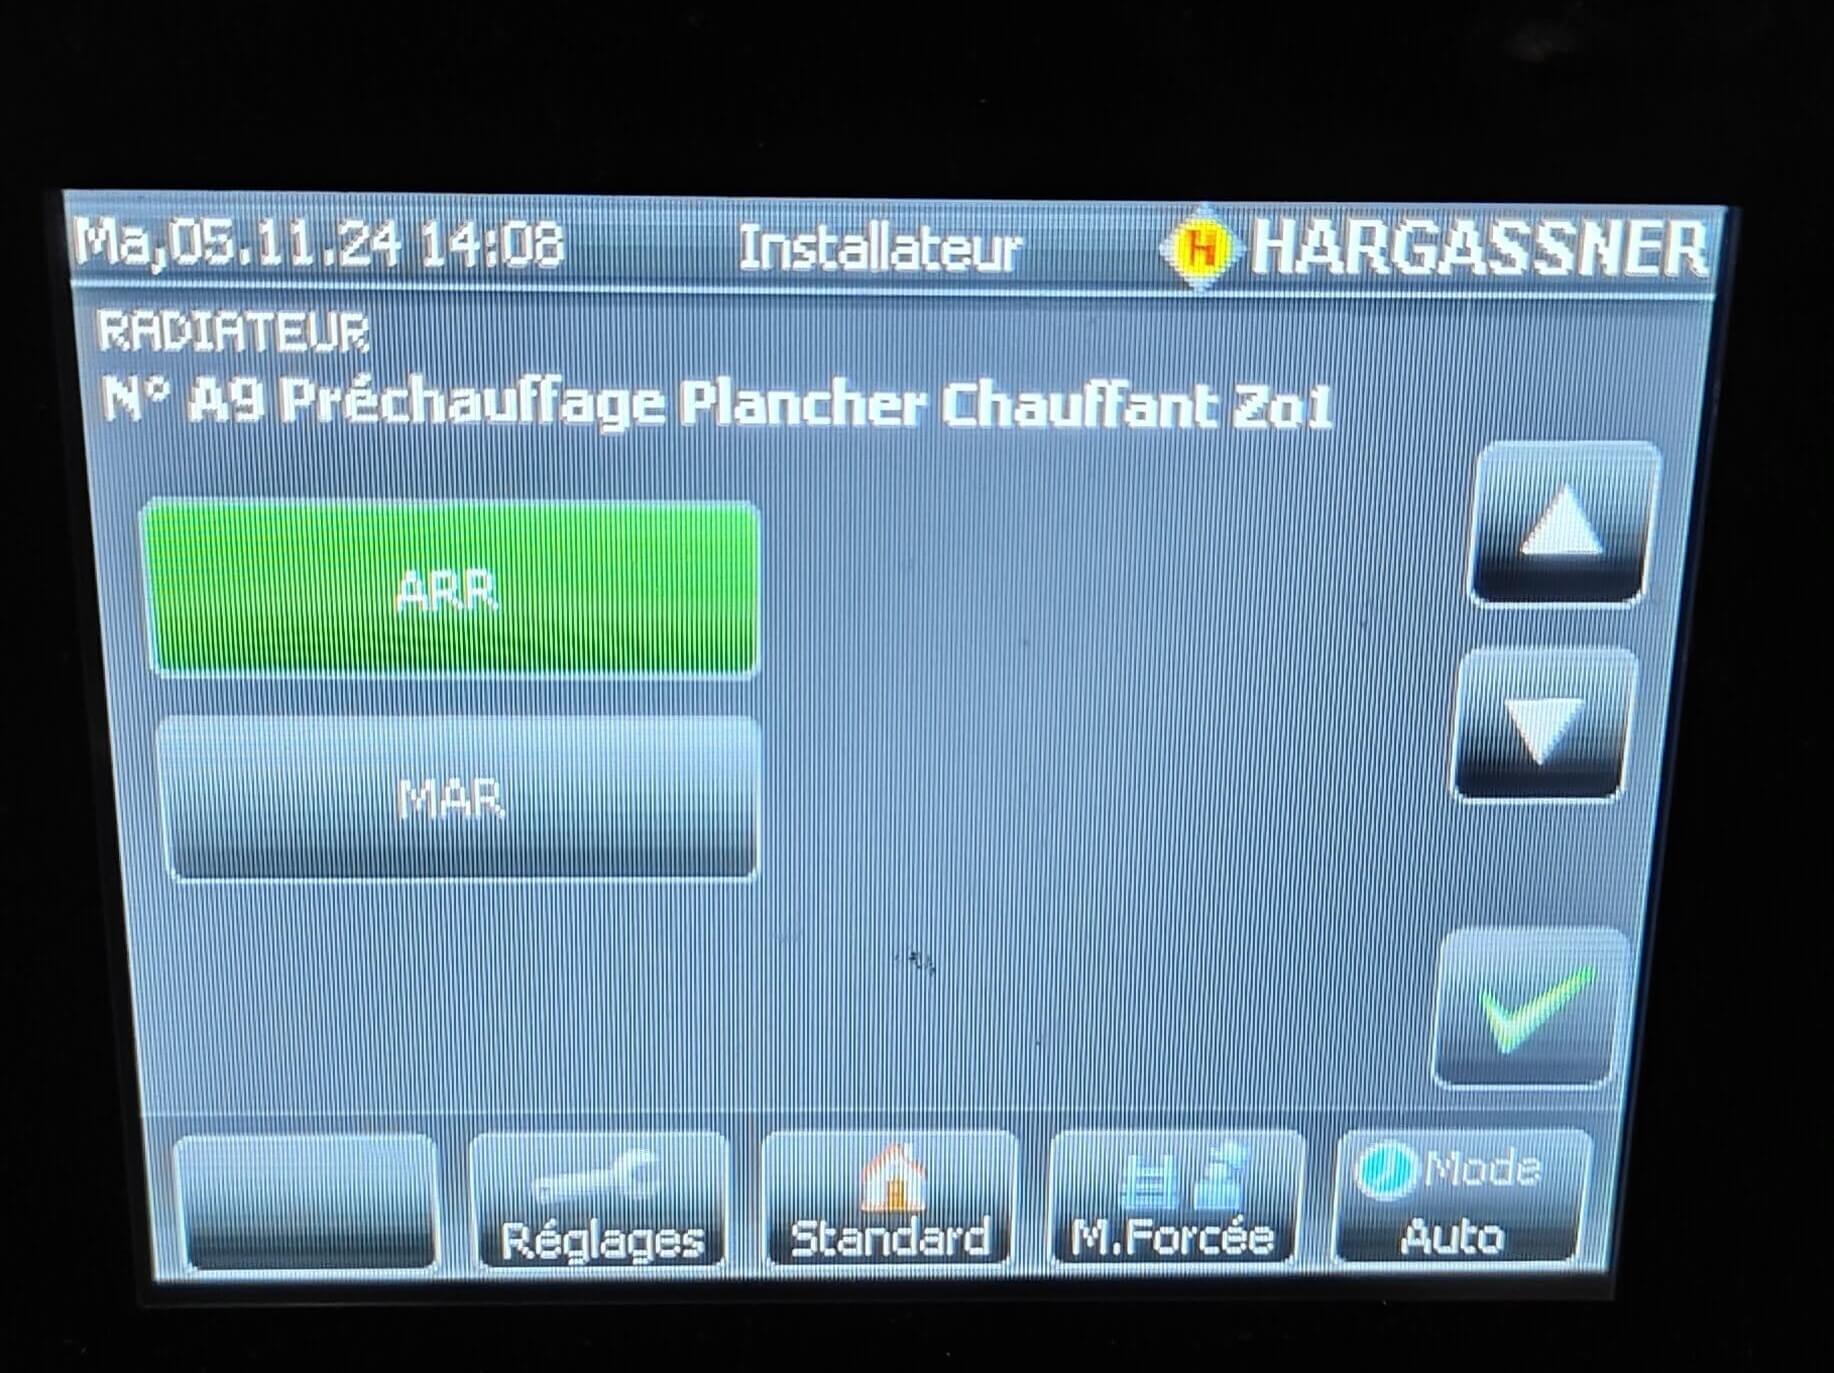 Ma,05.11.24 14:08 Installateur H HARGASSNER
RADIATEUR
N° A9 Préchauffage Plancher Chauffant Zo1
ARR
MAR
Réglages Standard M.Forcée Mode Auto